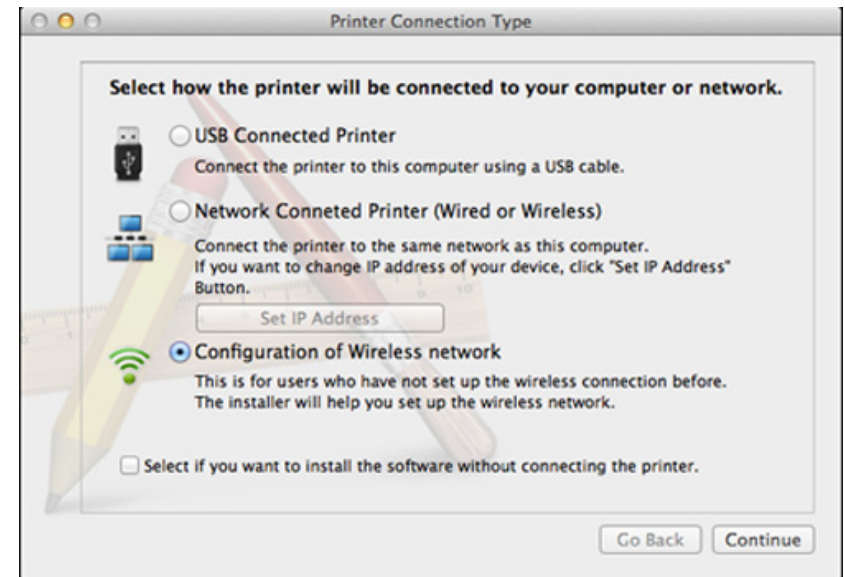 Printer Connection Type
Select how the printer will be connected to your computer or network.
USB Connected Printer
Connect the printer to this computer using a USB cable.
Network Conneted Printer (Wired or Wireless)
Connect the printer to the same network as this computer.
If you want to change IP address of your device, click "Set IP Address"
Button.
Set IP Address
Configuration of Wireless network
This is for users who have not set up the wireless connection before.
The installer will help you set up the wireless network.
Select if you want to install the software without connecting the printer.
Go Back
Continue